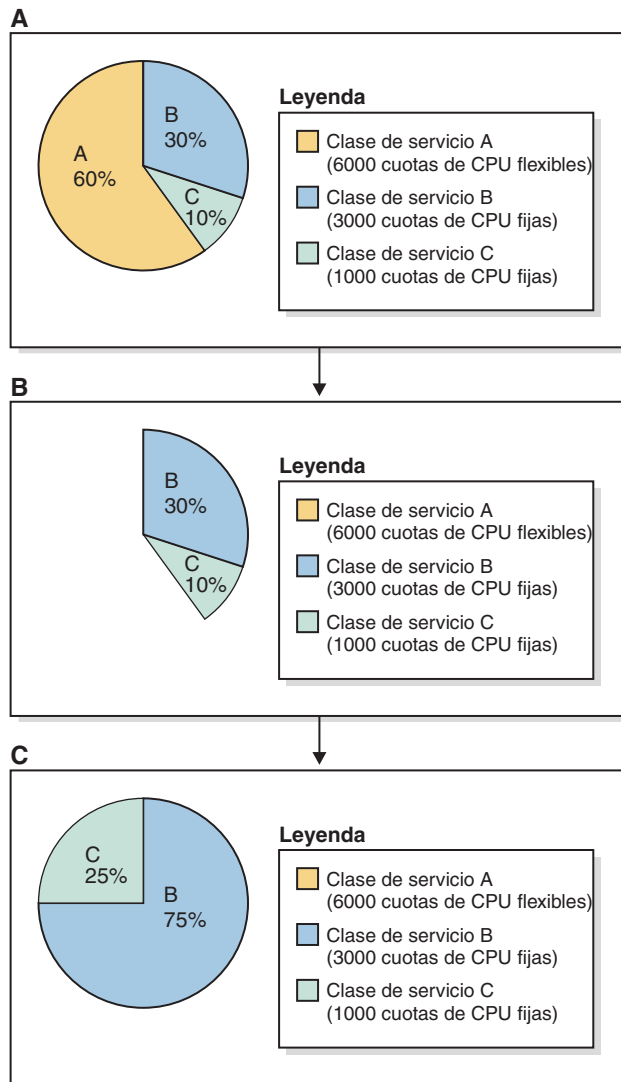 A
A
60%
B
30%
C
10%
Leyenda
Clase de servicio A
(6000 cuotas de CPU flexibles)
Clase de servicio B
(3000 cuotas de CPU fijas)
Clase de servicio C
(1000 cuotas de CPU fijas)
B
B
30%
C
10%
Leyenda
Clase de servicio A
(6000 cuotas de CPU flexibles)
Clase de servicio B
(3000 cuotas de CPU fijas)
Clase de servicio C
(1000 cuotas de CPU fijas)
C
C
25%
B
75%
Leyenda
Clase de servicio A
(6000 cuotas de CPU flexibles)
Clase de servicio B
(3000 cuotas de CPU fijas)
Clase de servicio C
(1000 cuotas de CPU fijas)